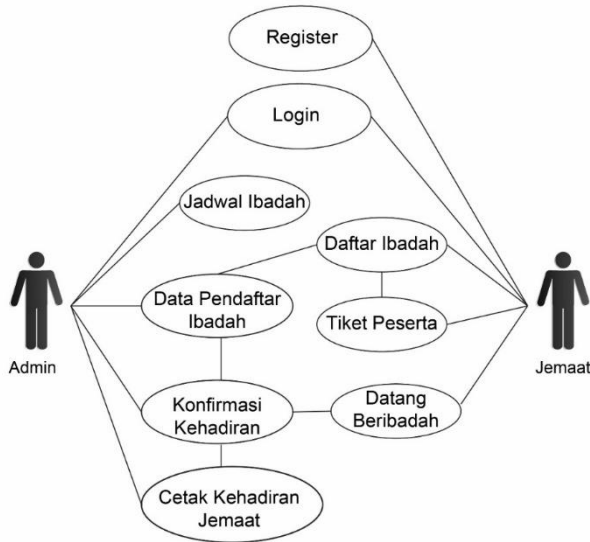 Register
Login
Jadwal Ibadah
Daftar Ibadah
Data Pendaftar
Ibadah
Tiket Peserta
Admin
Jemaat
Konfirmasi
Kehadiran
Datang
Beribadah
Cetak Kehadiran
Jemaat